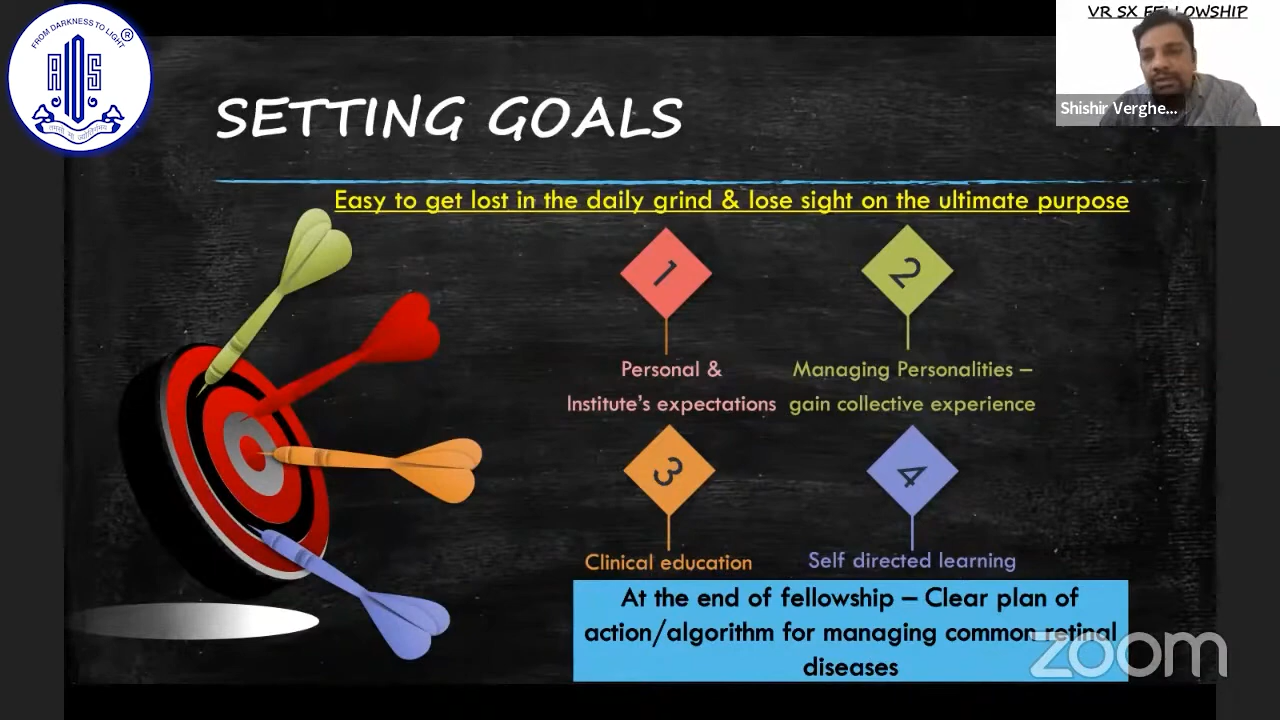 FROM DARKNESS TO LIGHT
®
AIOS
VR SX FELLOWSHIP
Shishir Verghe...
SETTING GOALS
Easy to get lost in the daily grind & lose sight on the ultimate purpose
1
2
Personal &
Institute's expectations
Managing Personalities –
gain collective experience
3
4
Clinical education
Self directed learning
At the end of fellowship – Clear plan of
action/algorithm for managing common retinal
diseases
zoom